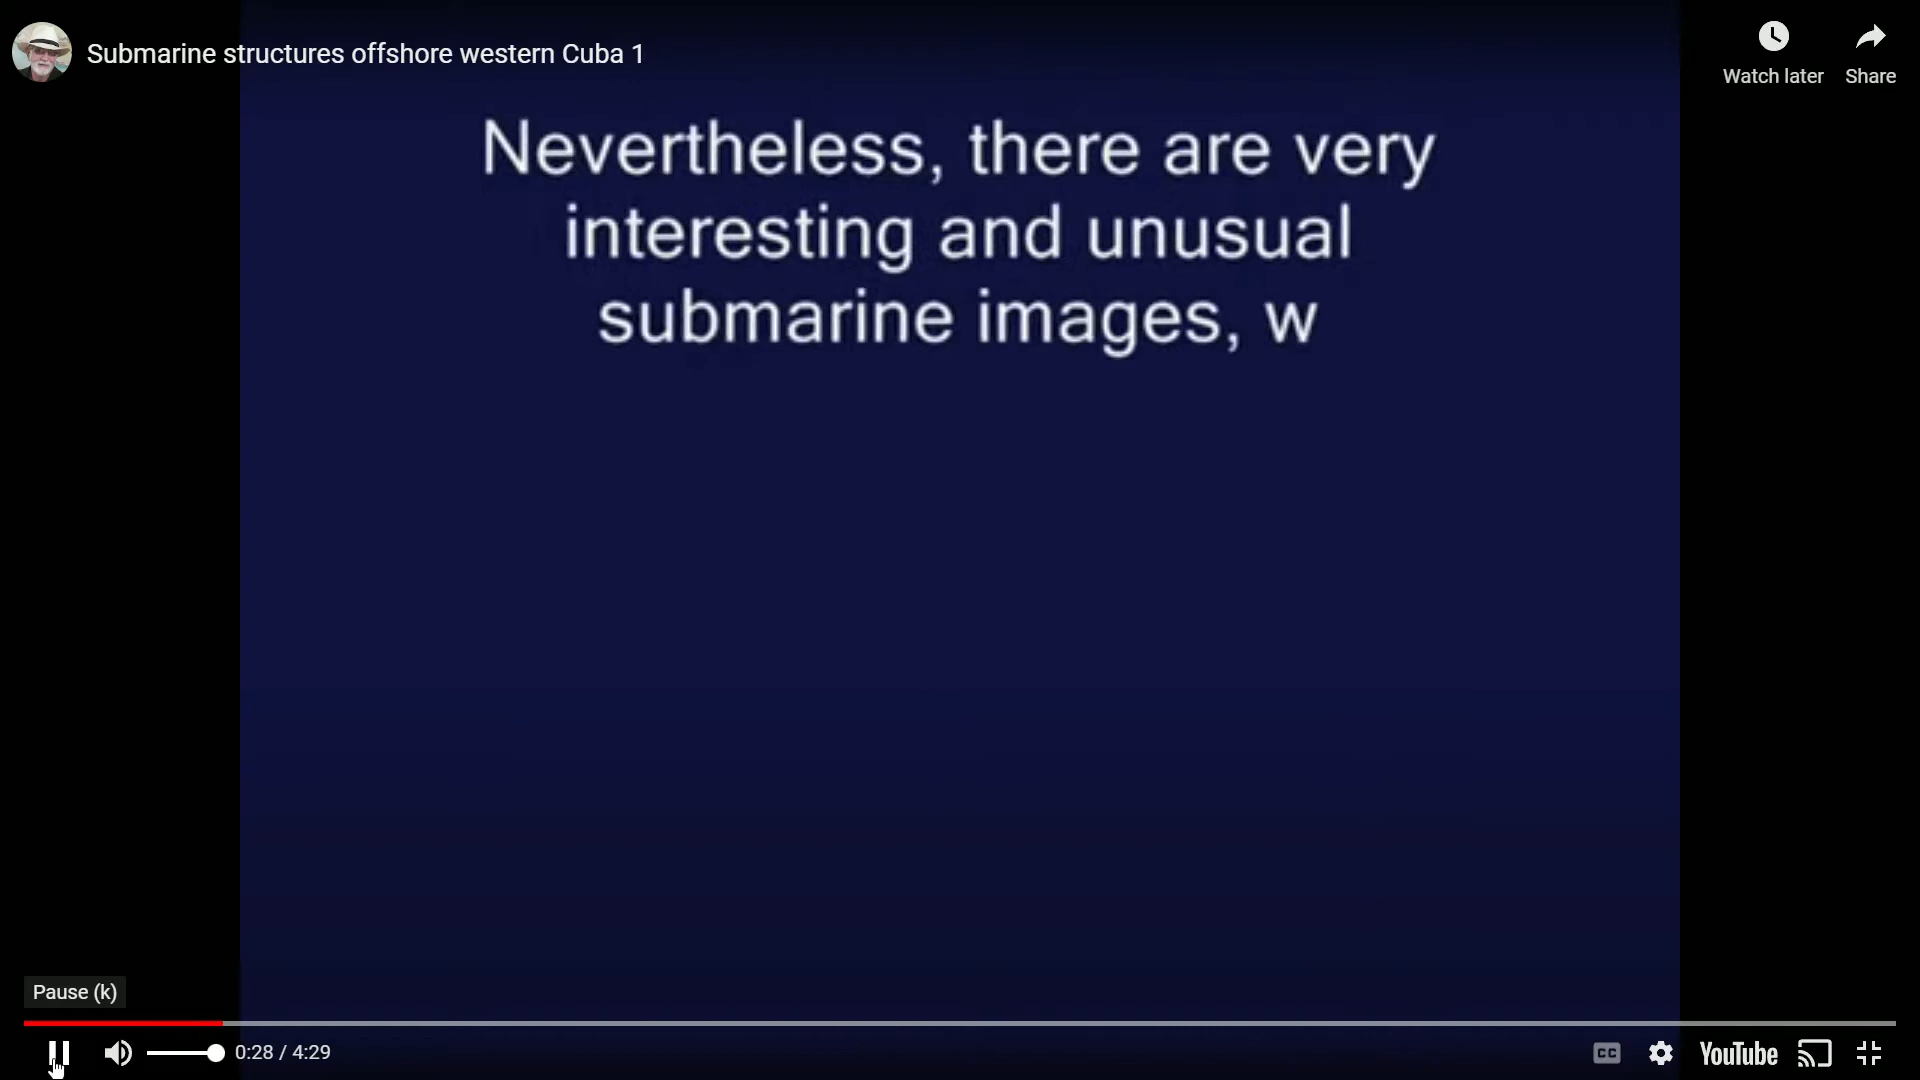 Submarine structures offshore western Cuba 1
Watch later
Share
Nevertheless, there are very
interesting and unusual
submarine images, w
Pause (k)
0:28 / 4:29
CC
YouTube